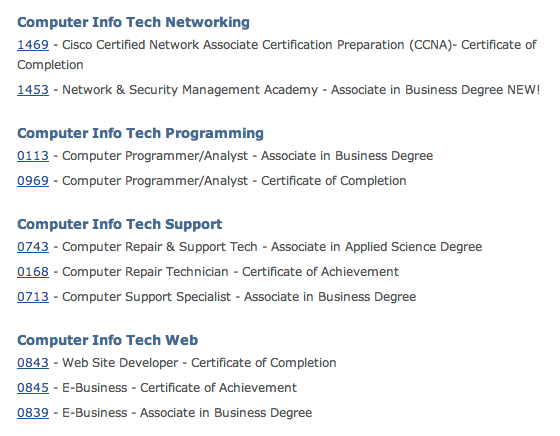 Computer Info Tech Networking
1469 - Cisco Certified Network Associate Certification Preparation (CCNA)- Certificate of
Completion
1453 - Network & Security Management Academy - Associate in Business Degree NEW!
Computer Info Tech Programming
0113 - Computer Programmer/Analyst - Associate in Business Degree
0969 - Computer Programmer/Analyst - Certificate of Completion
Computer Info Tech Support
0743 - Computer Repair & Support Tech - Associate in Applied Science Degree
0168 - Computer Repair Technician - Certificate of Achievement
0713 - Computer Support Specialist - Associate in Business Degree
Computer Info Tech Web
0843 - Web Site Developer - Certificate of Completion
0845 - E-Business - Certificate of Achievement
0839 - E-Business - Associate in Business Degree